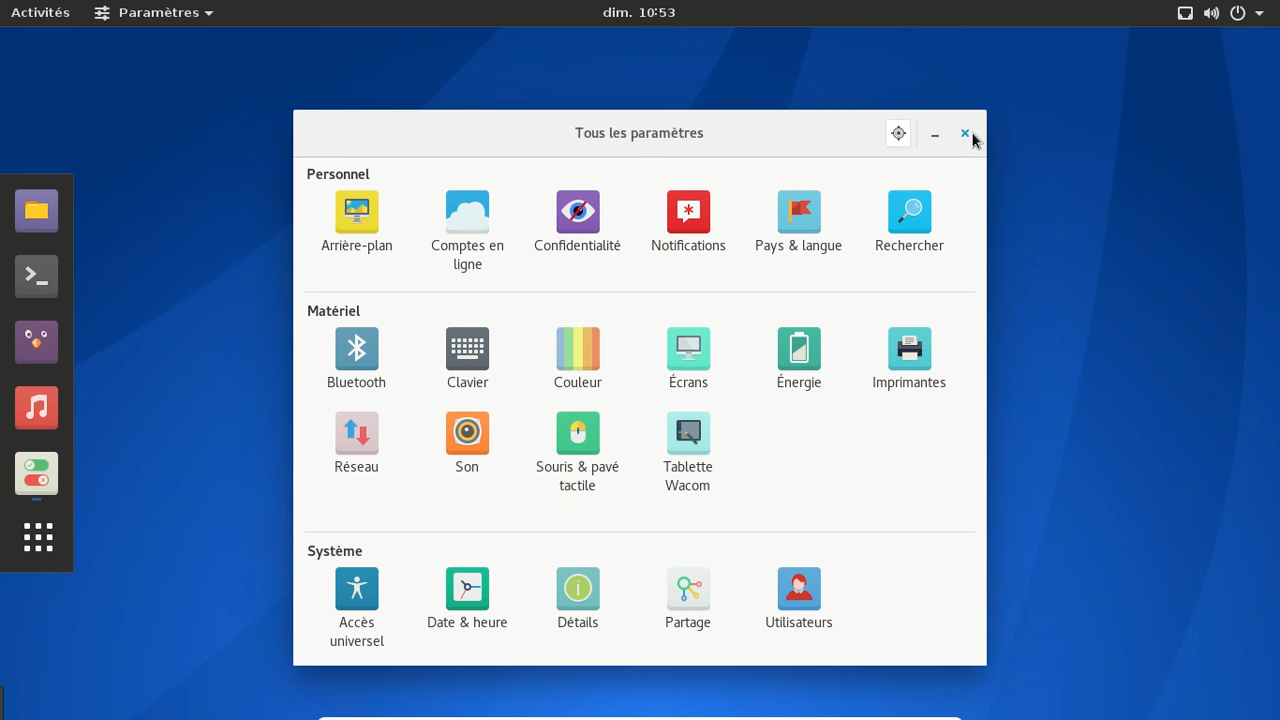 Activités
Paramètres
dim. 10:53
Tous les paramètres
Personnel
Arrière-plan
Comptes en
ligne
Confidentialité
Notifications
Pays & langue
Rechercher
Matériel
Bluetooth
Clavier
Couleur
Écrans
Énergie
Imprimantes
Réseau
Son
Souris & pavé
tactile
Tablette
Wacom
Système
Accès
universel
Date & heure
Détails
Partage
Utilisateurs